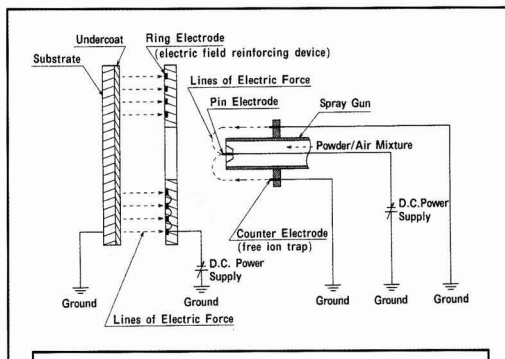 Undercoat
Ring Electrode
(electric field reinforcing device)
Substrate
Lines of Electric Force
Pin Electrode
Spray Gun
Powder/Air Mixture
Counter Electrode
(free ion trap)
D.C. Power
Supply
D.C. Power
Supply
Ground
Ground
Ground
Ground
Ground
Lines of Electric Force